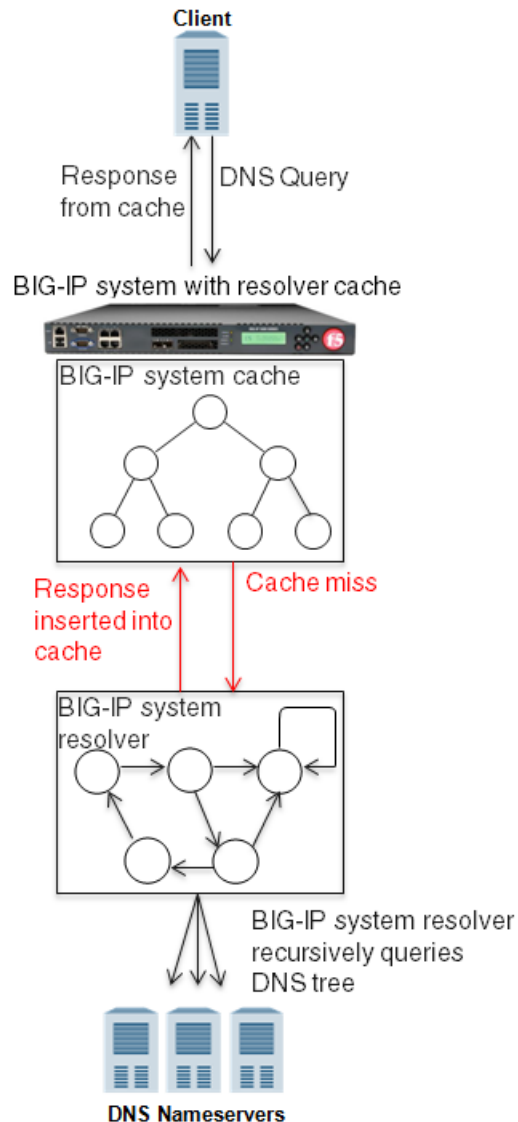 Client
Response
from cache
DNS Query
BIG-IP system with resolver cache
f5
BIG-IP system cache
Response
inserted into
cache
Cache miss
BIG-IP system
resolver
BIG-IP system resolver
recursively queries
DNS tree
DNS Nameservers